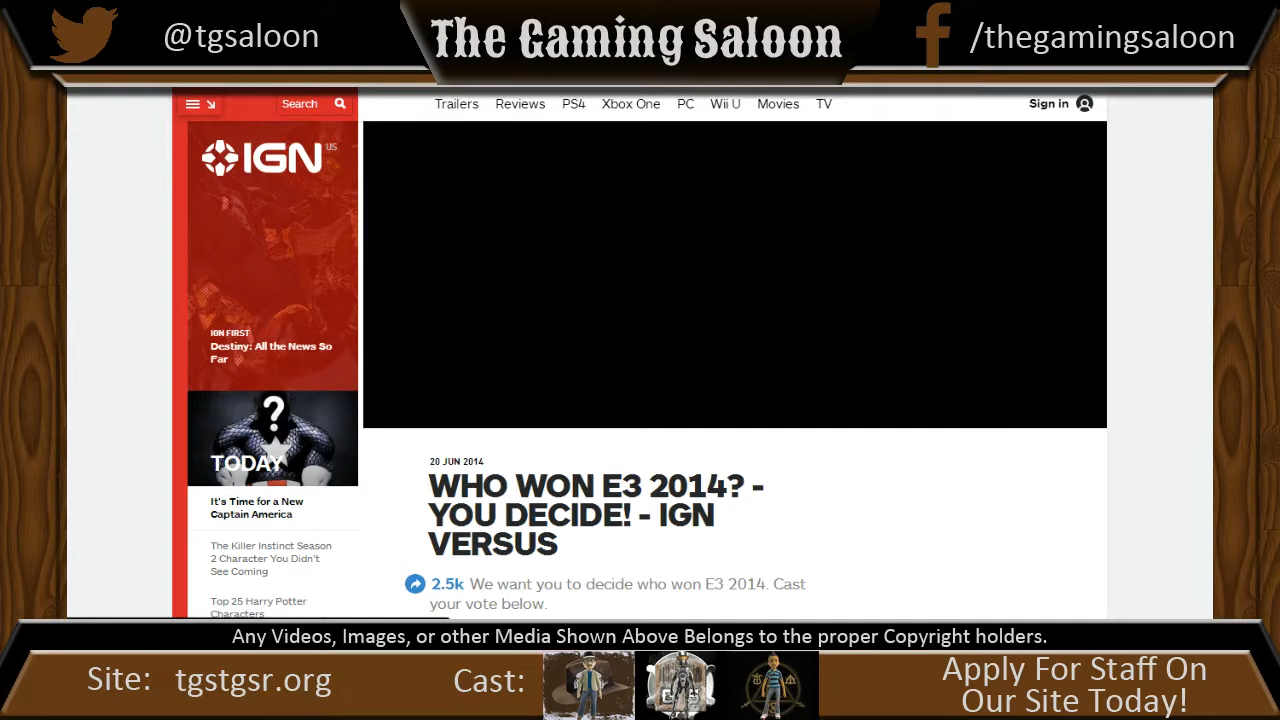 @tgsaloon
The Gaming Saloon
/thegamingsaloon
Search
Trailers Reviews PS4 Xbox One PC Wii U Movies TV
Sign in
IGN
US
IGN FIRST
Destiny: All the News So
Far
?
TODAY
It's Time for a New
Captain America
The Killer Instinct Season
2 Character You Didn't
See Coming
Top 25 Harry Potter
Characters
20 JUN 2014
WHO WON E3 2014? -
YOU DECIDE! - IGN
VERSUS
2.5k We want you to decide who won E3 2014. Cast
your vote below.
Any Videos, Images, or other Media Shown Above Belongs to the proper Copyright holders.
Site: tgstgsr.org
Cast:
Apply For Staff On
Our Site Today!